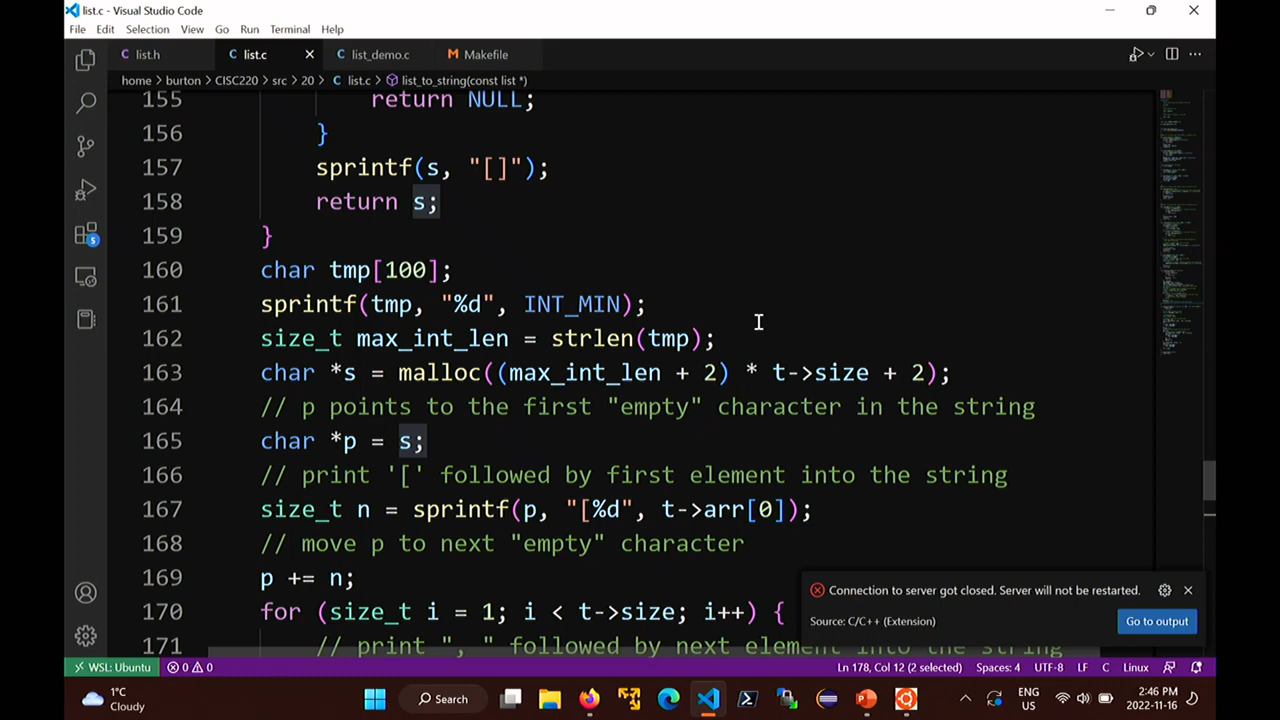 list.c - Visual Studio Code
File Edit Selection View Go Run Terminal Help
list.h list.c list_demo.c M Makefile
home > burton > CISC220 > src > 20 > list.c > list_to_string(const list *)
155 return NULL;
156 }
157 sprintf(s, "[]");
158 return s;
159 }
160 char tmp[100];
161 sprintf(tmp, "%d", INT_MIN);
162 size_t max_int_len = strlen(tmp);
163 char *s = malloc((max_int_len + 2) * t->size + 2);
164 // p points to the first "empty" character in the string
165 char *p = s;
166 // print '[' followed by first element into the string
167 size_t n = sprintf(p, "[%d", t->arr[0]);
168 // move p to next "empty" character
169 p += n;
170 for (size_t i = 1; i < t->size; i++) {
171 // print ", " followed by next element into the string
5
Connection to server got closed. Server will not be restarted.
Source: C/C++ (Extension)
Go to output
WSL: Ubuntu 0 0 Ln 178, Col 12 (2 selected) Spaces: 4 UTF-8 LF C Linux
1°C
Cloudy
Search
ENG
US
2:46 PM
2022-11-16